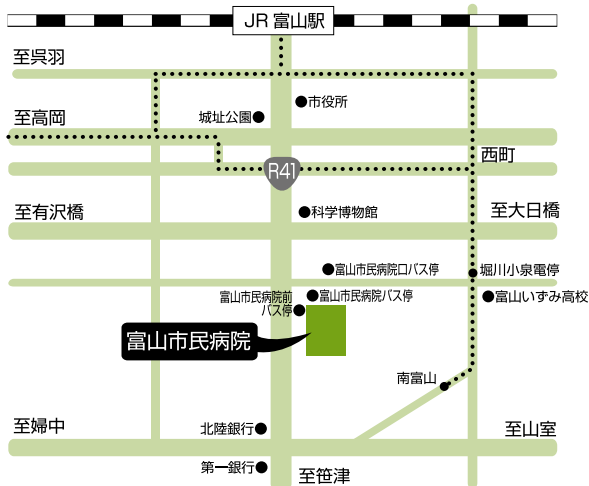 JR富山駅
至呉羽
市役所
至高岡
城址公園
西町
R41
至有沢橋
科学博物館
至大日橋
富山市民病院口バス停
堀川小泉電停
富山市民病院前
バス停
富山市民病院バス停
富山いずみ高校
富山市民病院
南富山
至婦中
北陸銀行
至山室
第一銀行
至笹津